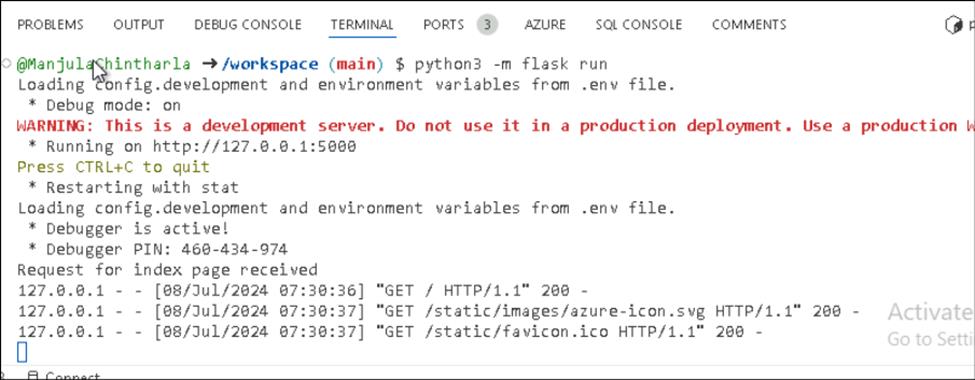 PROBLEMS OUTPUT DEBUG CONSOLE TERMINAL PORTS 3 AZURE SQL CONSOLE COMMENTS
@ManjulaChintharla ➜ /workspace (main) $ python3 -m flask run
Loading config.development and environment variables from .env file.
* Debug mode: on
WARNING: This is a development server. Do not use it in a production deployment. Use a production W
* Running on http://127.0.0.1:5000
Press CTRL+C to quit
* Restarting with stat
Loading config.development and environment variables from .env file.
* Debugger is active!
* Debugger PIN: 460-434-974
Request for index page received
127.0.0.1 - - [08/Jul/2024 07:30:36] "GET / HTTP/1.1" 200 -
127.0.0.1 - - [08/Jul/2024 07:30:37] "GET /static/images/azure-icon.svg HTTP/1.1" 200 -
127.0.0.1 - - [08/Jul/2024 07:30:37] "GET /static/favicon.ico HTTP/1.1" 200 -
Activate
Go to Setti
Connect